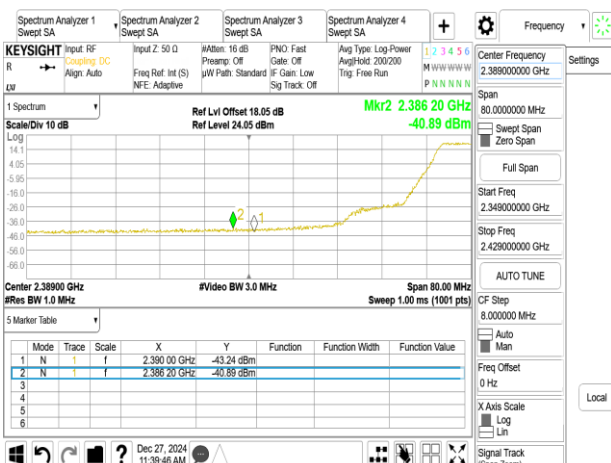 Spectrum Analyzer 1
Swept SA
Spectrum Analyzer 2
Swept SA
Spectrum Analyzer 3
Swept SA
Spectrum Analyzer 4
Swept SA
+
Frequency
KEYSIGHT
R
Input: RF
Coupling: DC
Align: Auto
Input Z: 50 Ω
Freq Ref: Int (S)
NFE: Adaptive
#Atten: 16 dB
Preamp: Off
µW Path: Standard
PNO: Fast
Gate: Off
IF Gain: Low
Sig Track: Off
Avg Type: Log-Power
Avg|Hold: 200/200
Trig: Free Run
1 2 3 4 5 6
M W W W W W
P N N N N N
1 Spectrum
Scale/Div 10 dB
Ref Lvl Offset 18.05 dB
Ref Level 24.05 dBm
Mkr2 2.386 20 GHz
-40.89 dBm
Log
14.1
4.05
-5.95
-16.0
-26.0
-36.0
-46.0
-56.0
-66.0
2
1
Center 2.38900 GHz
#Video BW 3.0 MHz
Span 80.00 MHz
#Res BW 1.0 MHz
Sweep 1.00 ms (1001 pts)
5 Marker Table
Mode Trace Scale X Y Function Function Width Function Value
1 N 1 f 2.390 00 GHz -43.24 dBm
2 N 1 f 2.386 20 GHz -40.89 dBm
3
4
5
6
Dec 27, 2024
11:39:46 AM
?
Center Frequency
2.389000000 GHz
Span
80.0000000 MHz
Swept Span
Zero Span
Full Span
Start Freq
2.349000000 GHz
Stop Freq
2.429000000 GHz
AUTO TUNE
CF Step
8.000000 MHz
Auto
Man
Freq Offset
0 Hz
X Axis Scale
Log
Lin
Signal Track
Settings
Local